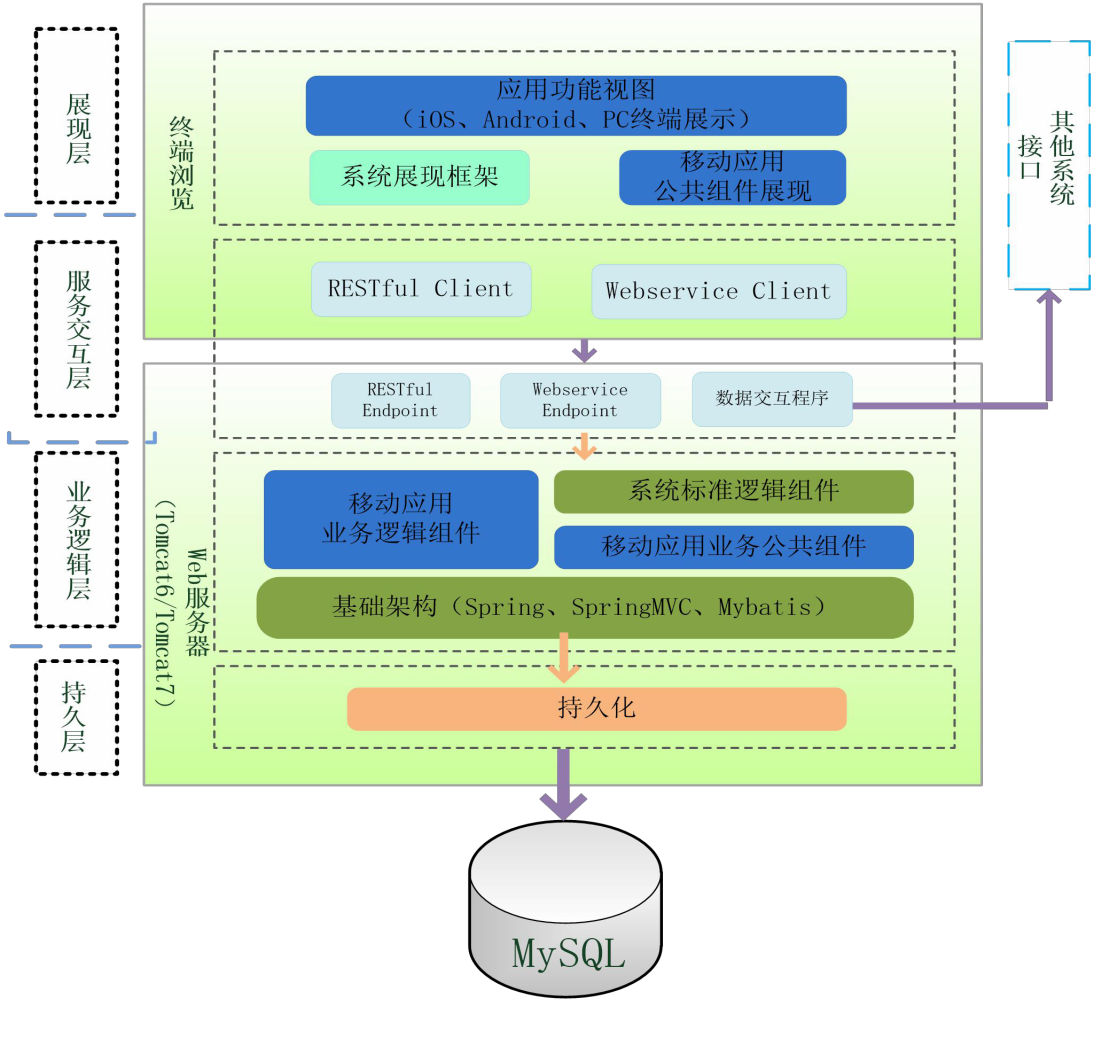 展现层
服务交互层
业务逻辑层
持久层
终端浏览
应用功能视图
（iOS、Android、PC终端展示）
系统展现框架
移动应用
公共组件展现
RESTful Client
Webservice Client
RESTful
Endpoint
Webservice
Endpoint
数据交互程序
其他系统
接口
Web服务器
（Tomcat6/Tomcat7）
移动应用
业务逻辑组件
系统标准逻辑组件
移动应用业务公共组件
基础架构（Spring、SpringMVC、Mybatis）
持久化
MySQL